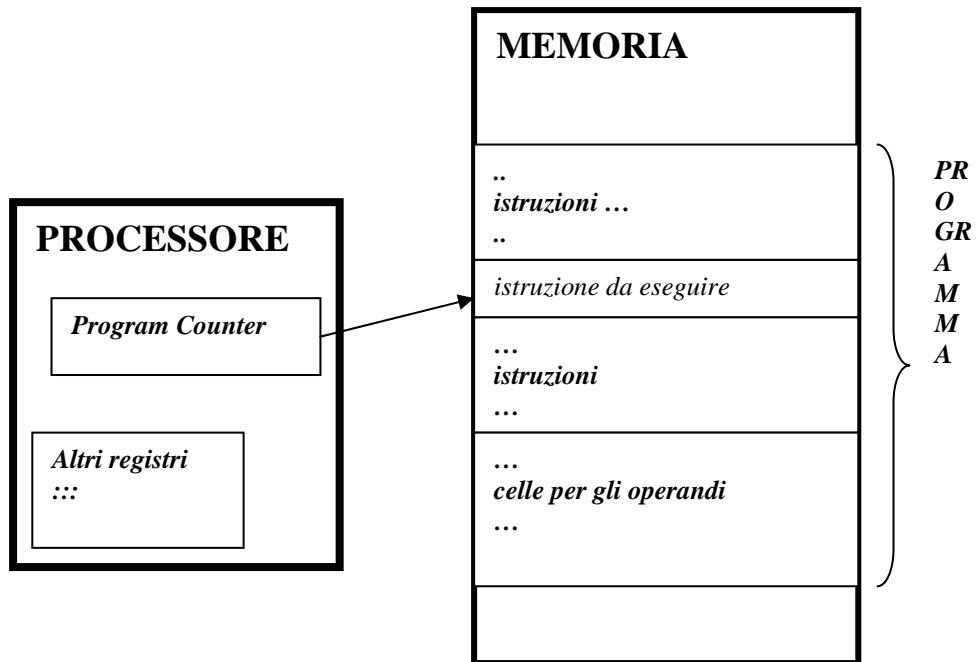 MEMORIA
..
istruzioni …
..
istruzione da eseguire
…
istruzioni
…
…
celle per gli operandi
…
PR
O
GR
A
M
M
A
PROCESSORE
Program Counter
Altri registri
:::